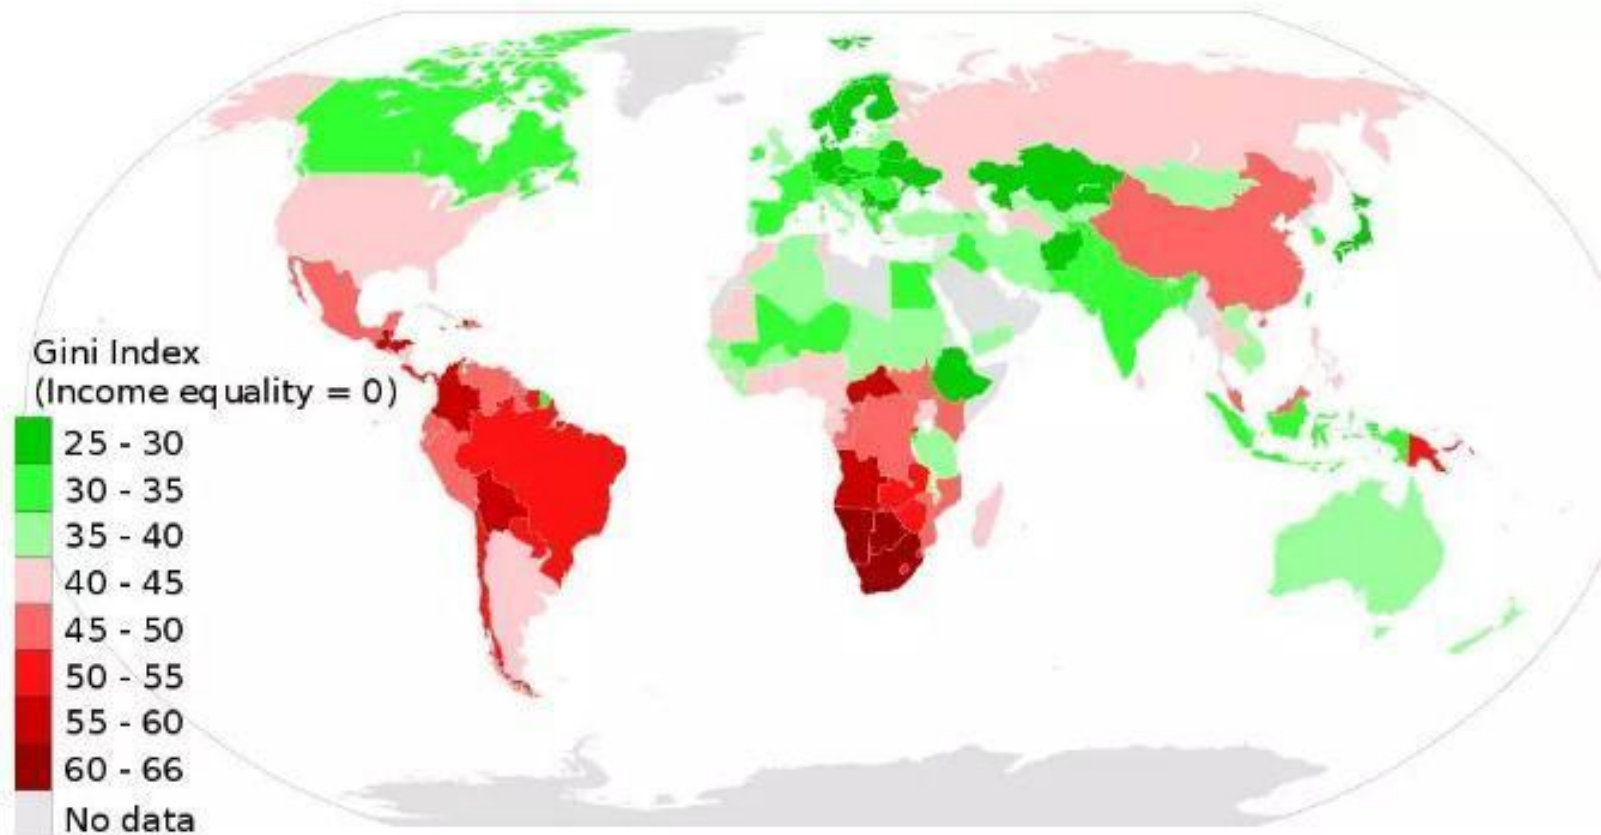 Gini Index
(Income equality = 0)
25 - 30
30 - 35
35 - 40
40 - 45
45 - 50
50 - 55
55 - 60
60 - 66
No data